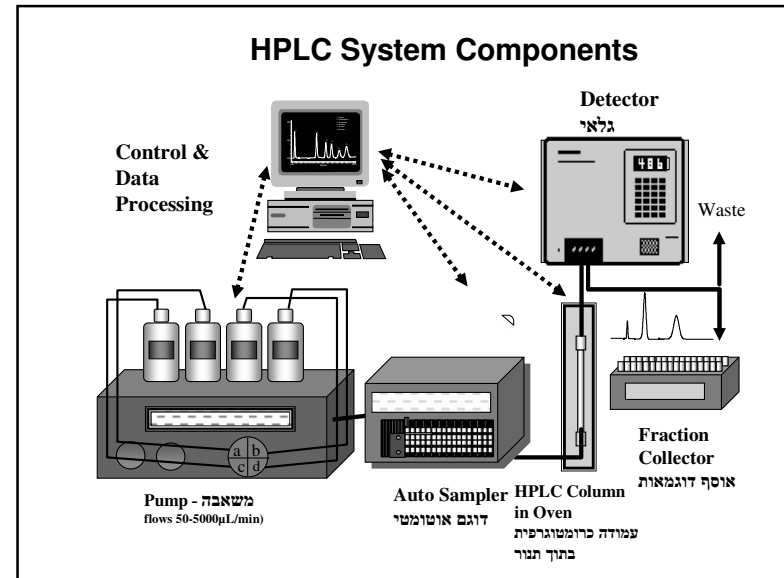 HPLC System Components
Detector
גלאי
Control &
Data
Processing
486
Waste
a b
c d
Pump - משאבה
flows 50-5000µL/min)
Auto Sampler
דוגם אוטומטי
HPLC Column
in Oven
עמודה כרומטוגרפית
בתוך תנור
Fraction
Collector
אוסף דוגמאות